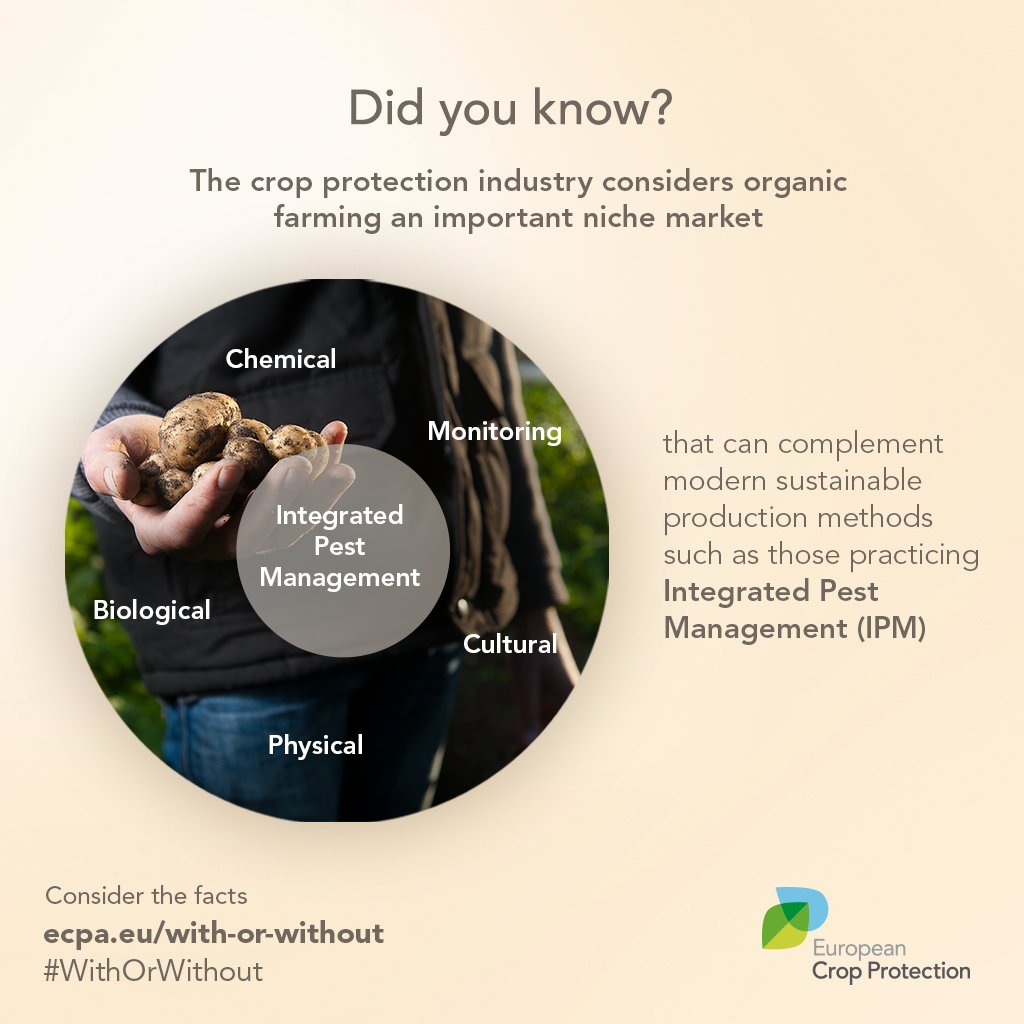 Did you know?
The crop protection industry considers organic
farming an important niche market
Chemical
Monitoring
Integrated
Pest
Management
Biological
Cultural
Physical
that can complement
modern sustainable
production methods
such as those practicing
Integrated Pest
Management (IPM)
Consider the facts
ecpa.eu/with-or-without
#WithOrWithout
European
Crop Protection